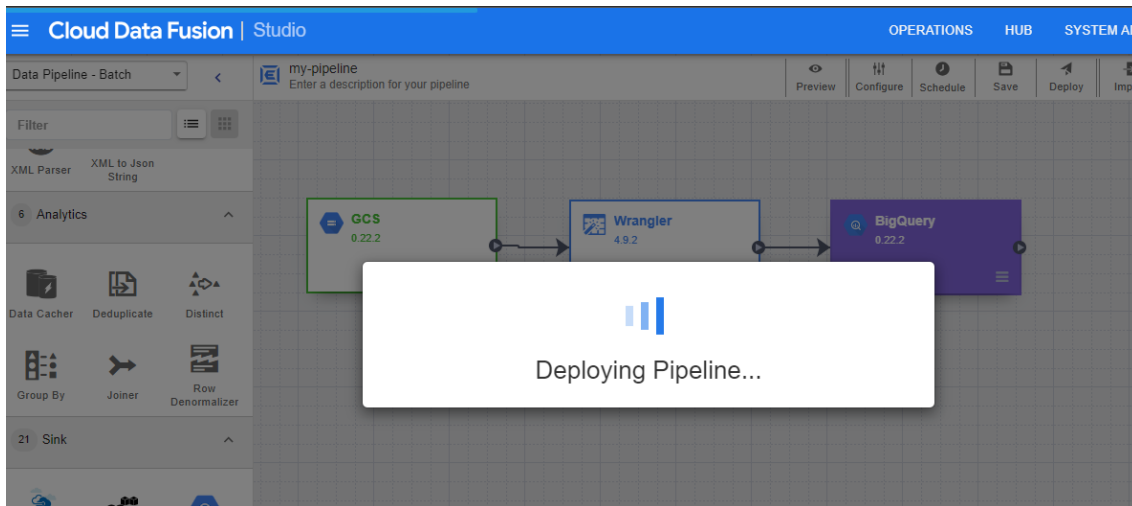 Cloud Data Fusion | Studio
OPERATIONS HUB SYSTEM A
Data Pipeline - Batch
my-pipeline
Enter a description for your pipeline
Preview Configure Schedule Save Deploy Imp
Filter
XML Parser
XML to Json
String
6 Analytics
Data Cacher Deduplicate Distinct
Group By Joiner
Row
Denormalizer
21 Sink
GCS
0.22.2
Wrangler
4.9.2
BigQuery
0.22.2
Deploying Pipeline...